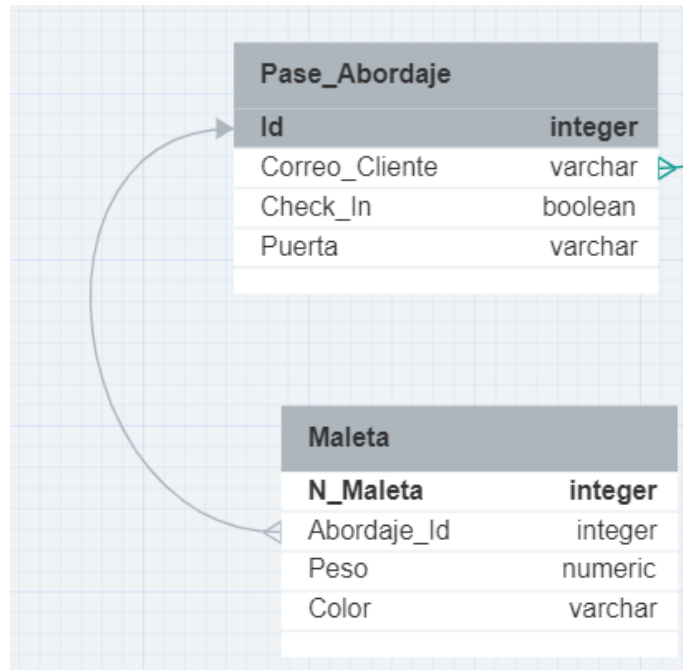 Pase_Abordaje
Id integer
Correo_Cliente varchar
Check_In boolean
Puerta varchar
Maleta
N_Maleta integer
Abordaje_Id integer
Peso numeric
Color varchar